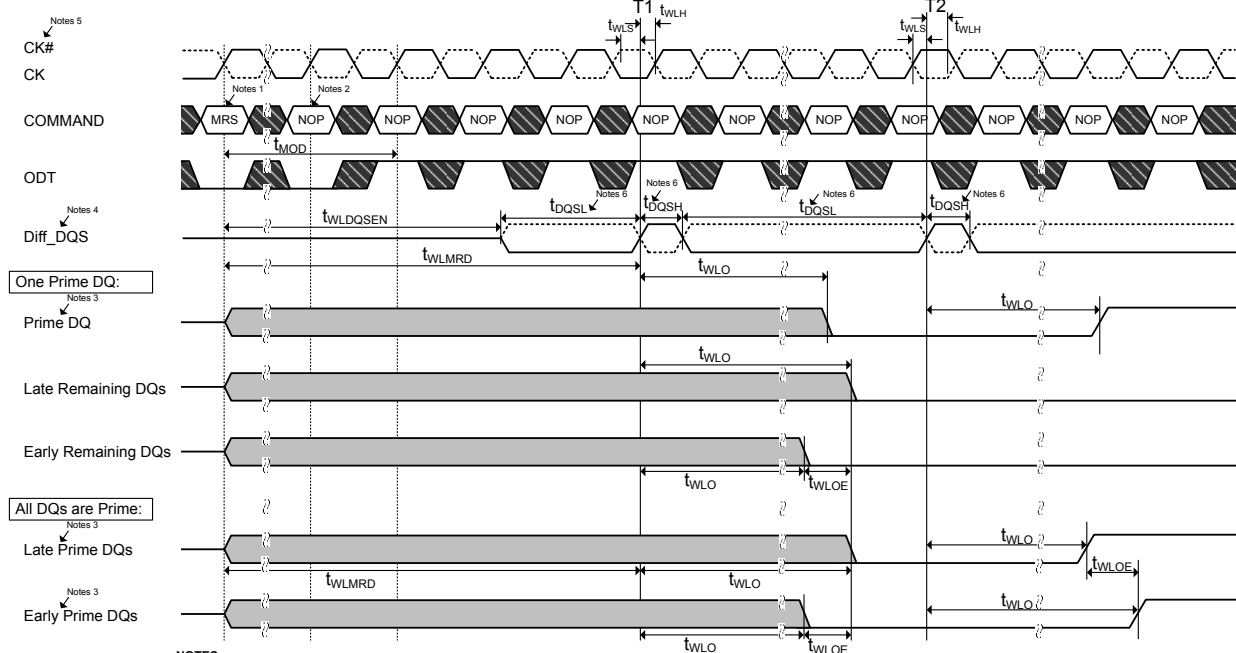 T1 T2
tWLS tWLH tWLS tWLH
Notes 5
CK#
CK
Notes 1 Notes 2
COMMAND MRS NOP NOP NOP NOP NOP NOP NOP NOP NOP NOP NOP
tMOD
ODT
Notes 6 Notes 6 Notes 6 Notes 6
tDQSL tDQSH tDQSL tDQSH
Notes 4
tWLDQSEN
Diff_DQS
tWLMRD
tWLO
One Prime DQ:
Notes 3
tWLO
Prime DQ
tWLO
Late Remaining DQs
Early Remaining DQs
tWLO tWLOE
All DQs are Prime:
Notes 3
Late Prime DQs
tWLO
tWLMRD tWLO tWLOE
Notes 3
tWLO
Early Prime DQs
tWLO tWLOE